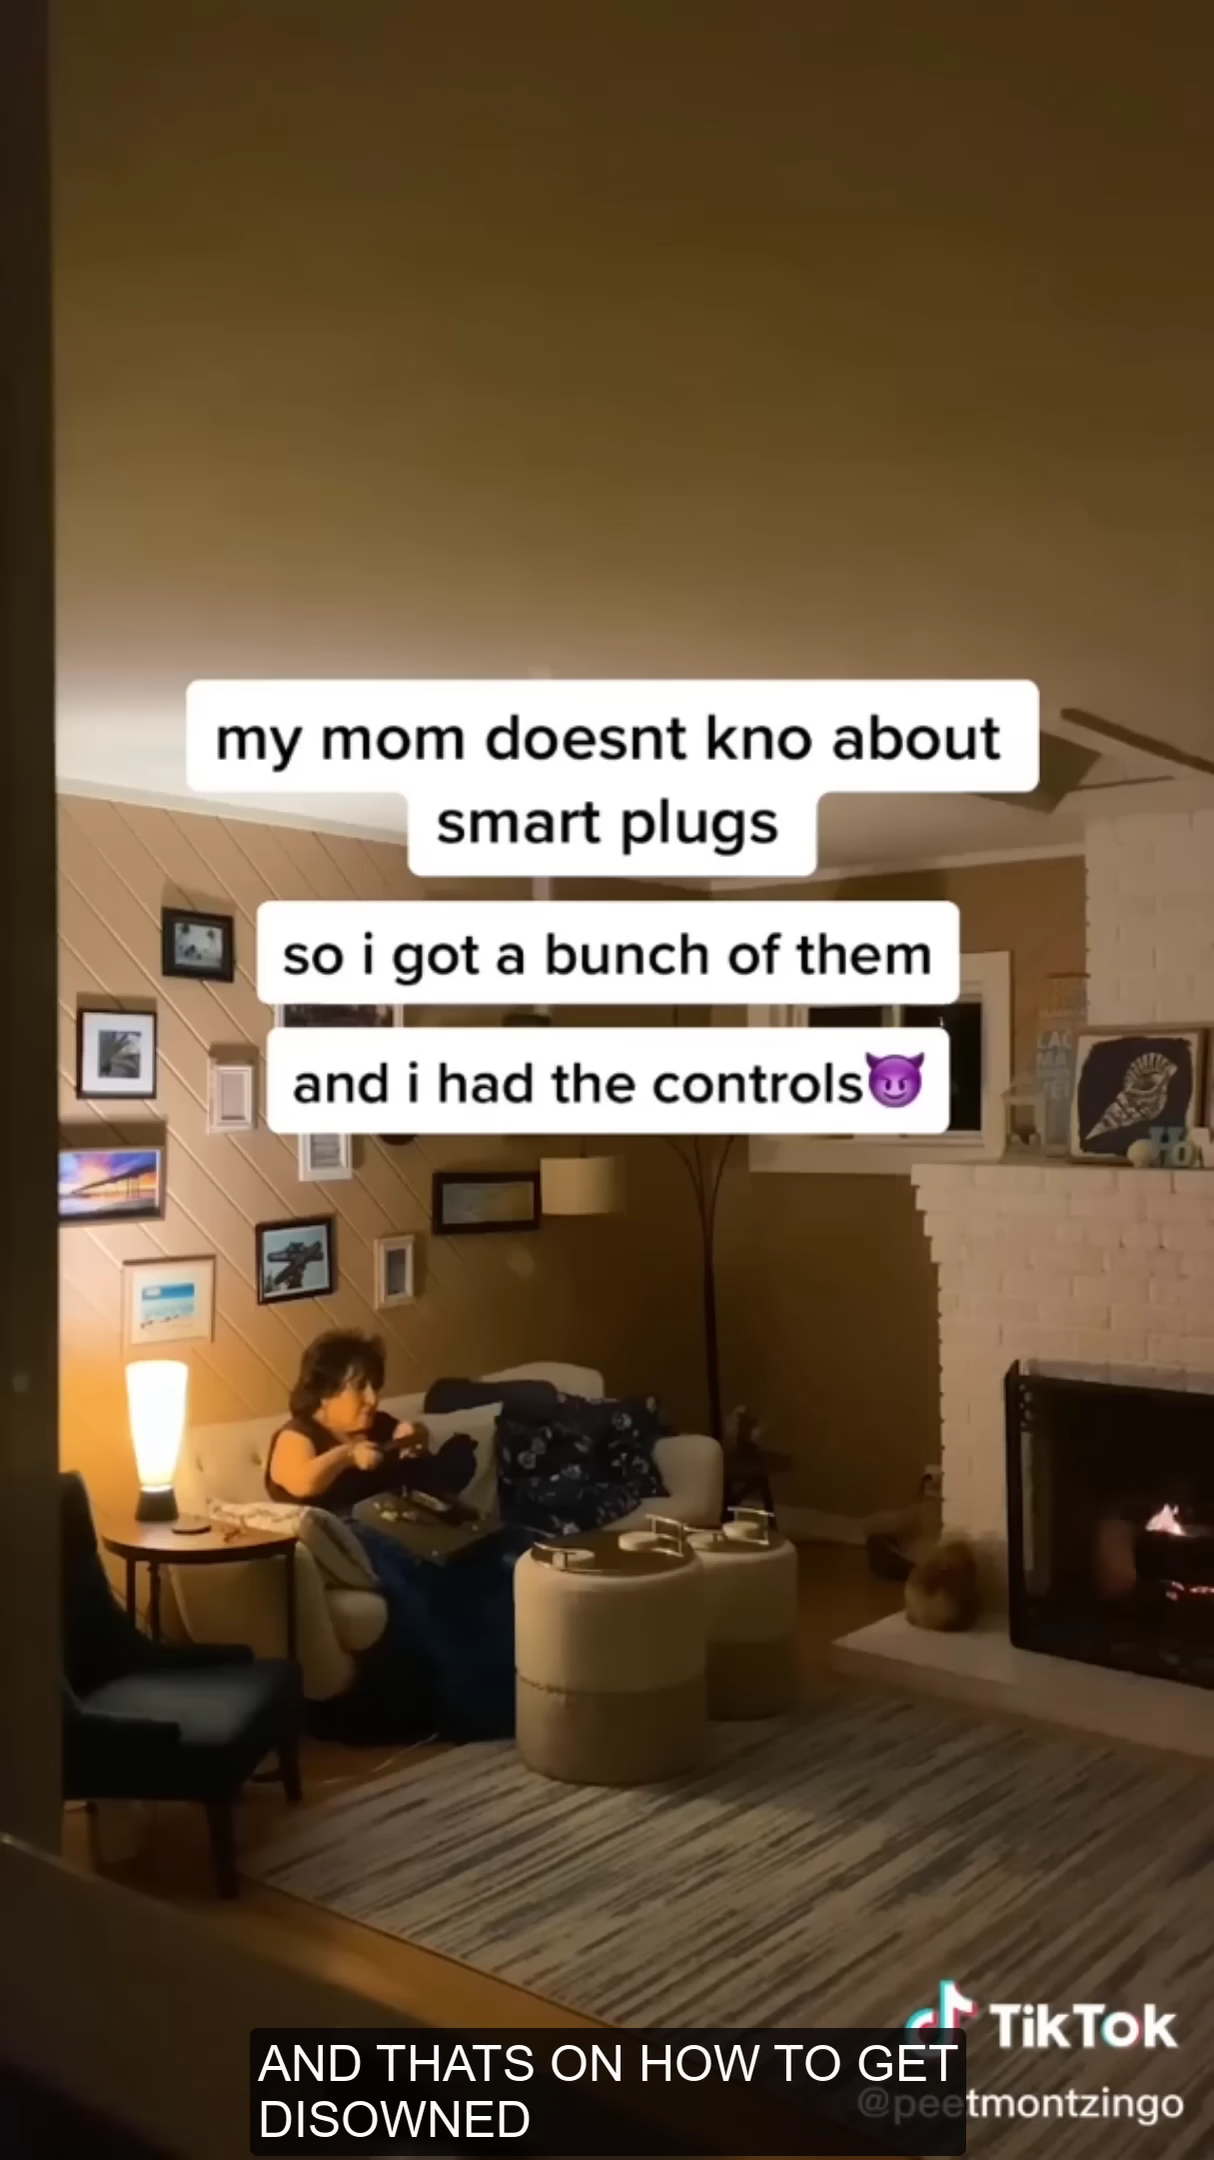 my mom doesnt kno about
smart plugs
so i got a bunch of them
and i had the controls😈
TikTok
@peetmontzingo
AND THATS ON HOW TO GET
DISOWNED